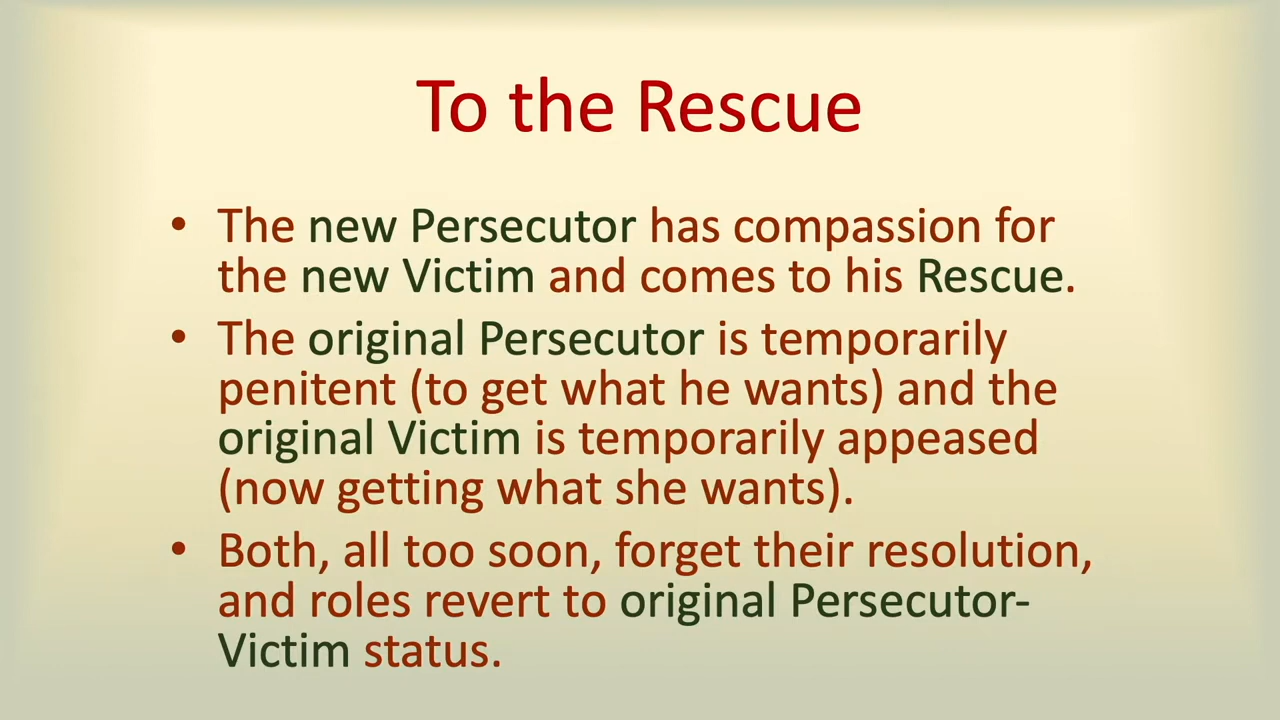 To the Rescue
• The new Persecutor has compassion for
the new Victim and comes to his Rescue.
• The original Persecutor is temporarily
penitent (to get what he wants) and the
original Victim is temporarily appeased
(now getting what she wants).
• Both, all too soon, forget their resolution,
and roles revert to original Persecutor-
Victim status.